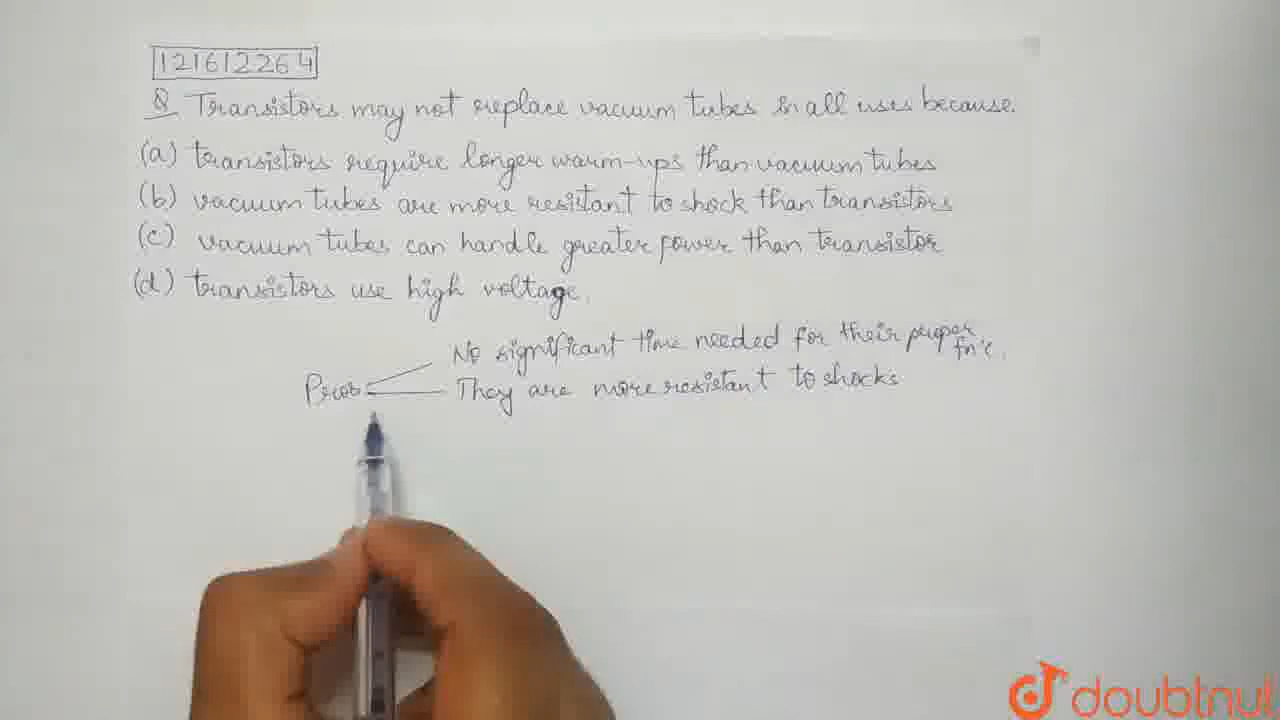 121612264
Q Transistors may not replace vacuum tubes in all uses because.
(a) transistors require longer warm-ups than vacuum tubes
(b) vacuum tubes are more resistant to shock than transistors
(c) vacuum tubes can handle greater power than transistor
(d) transistors use high voltage.
No significant time needed for their proper
fn'c.
Pros
They are more resistant to shocks
doubtnut